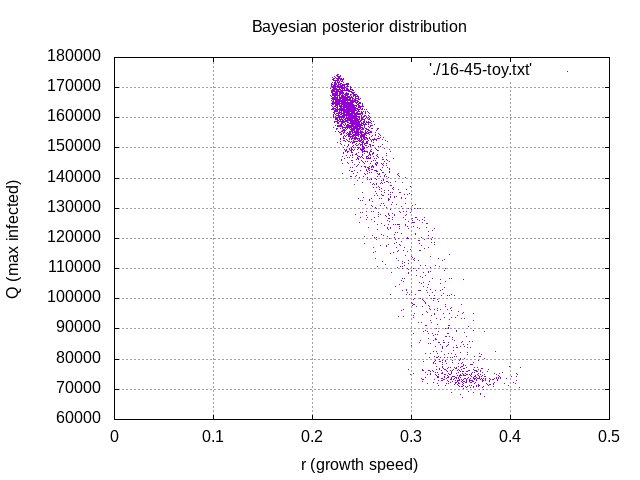 Bayesian posterior distribution
180000
170000
160000
150000
140000
130000
120000
110000
100000
90000
80000
70000
60000
'./16-45-toy.txt'
Q (max infected)
0 0.1 0.2 0.3 0.4 0.5
r (growth speed)